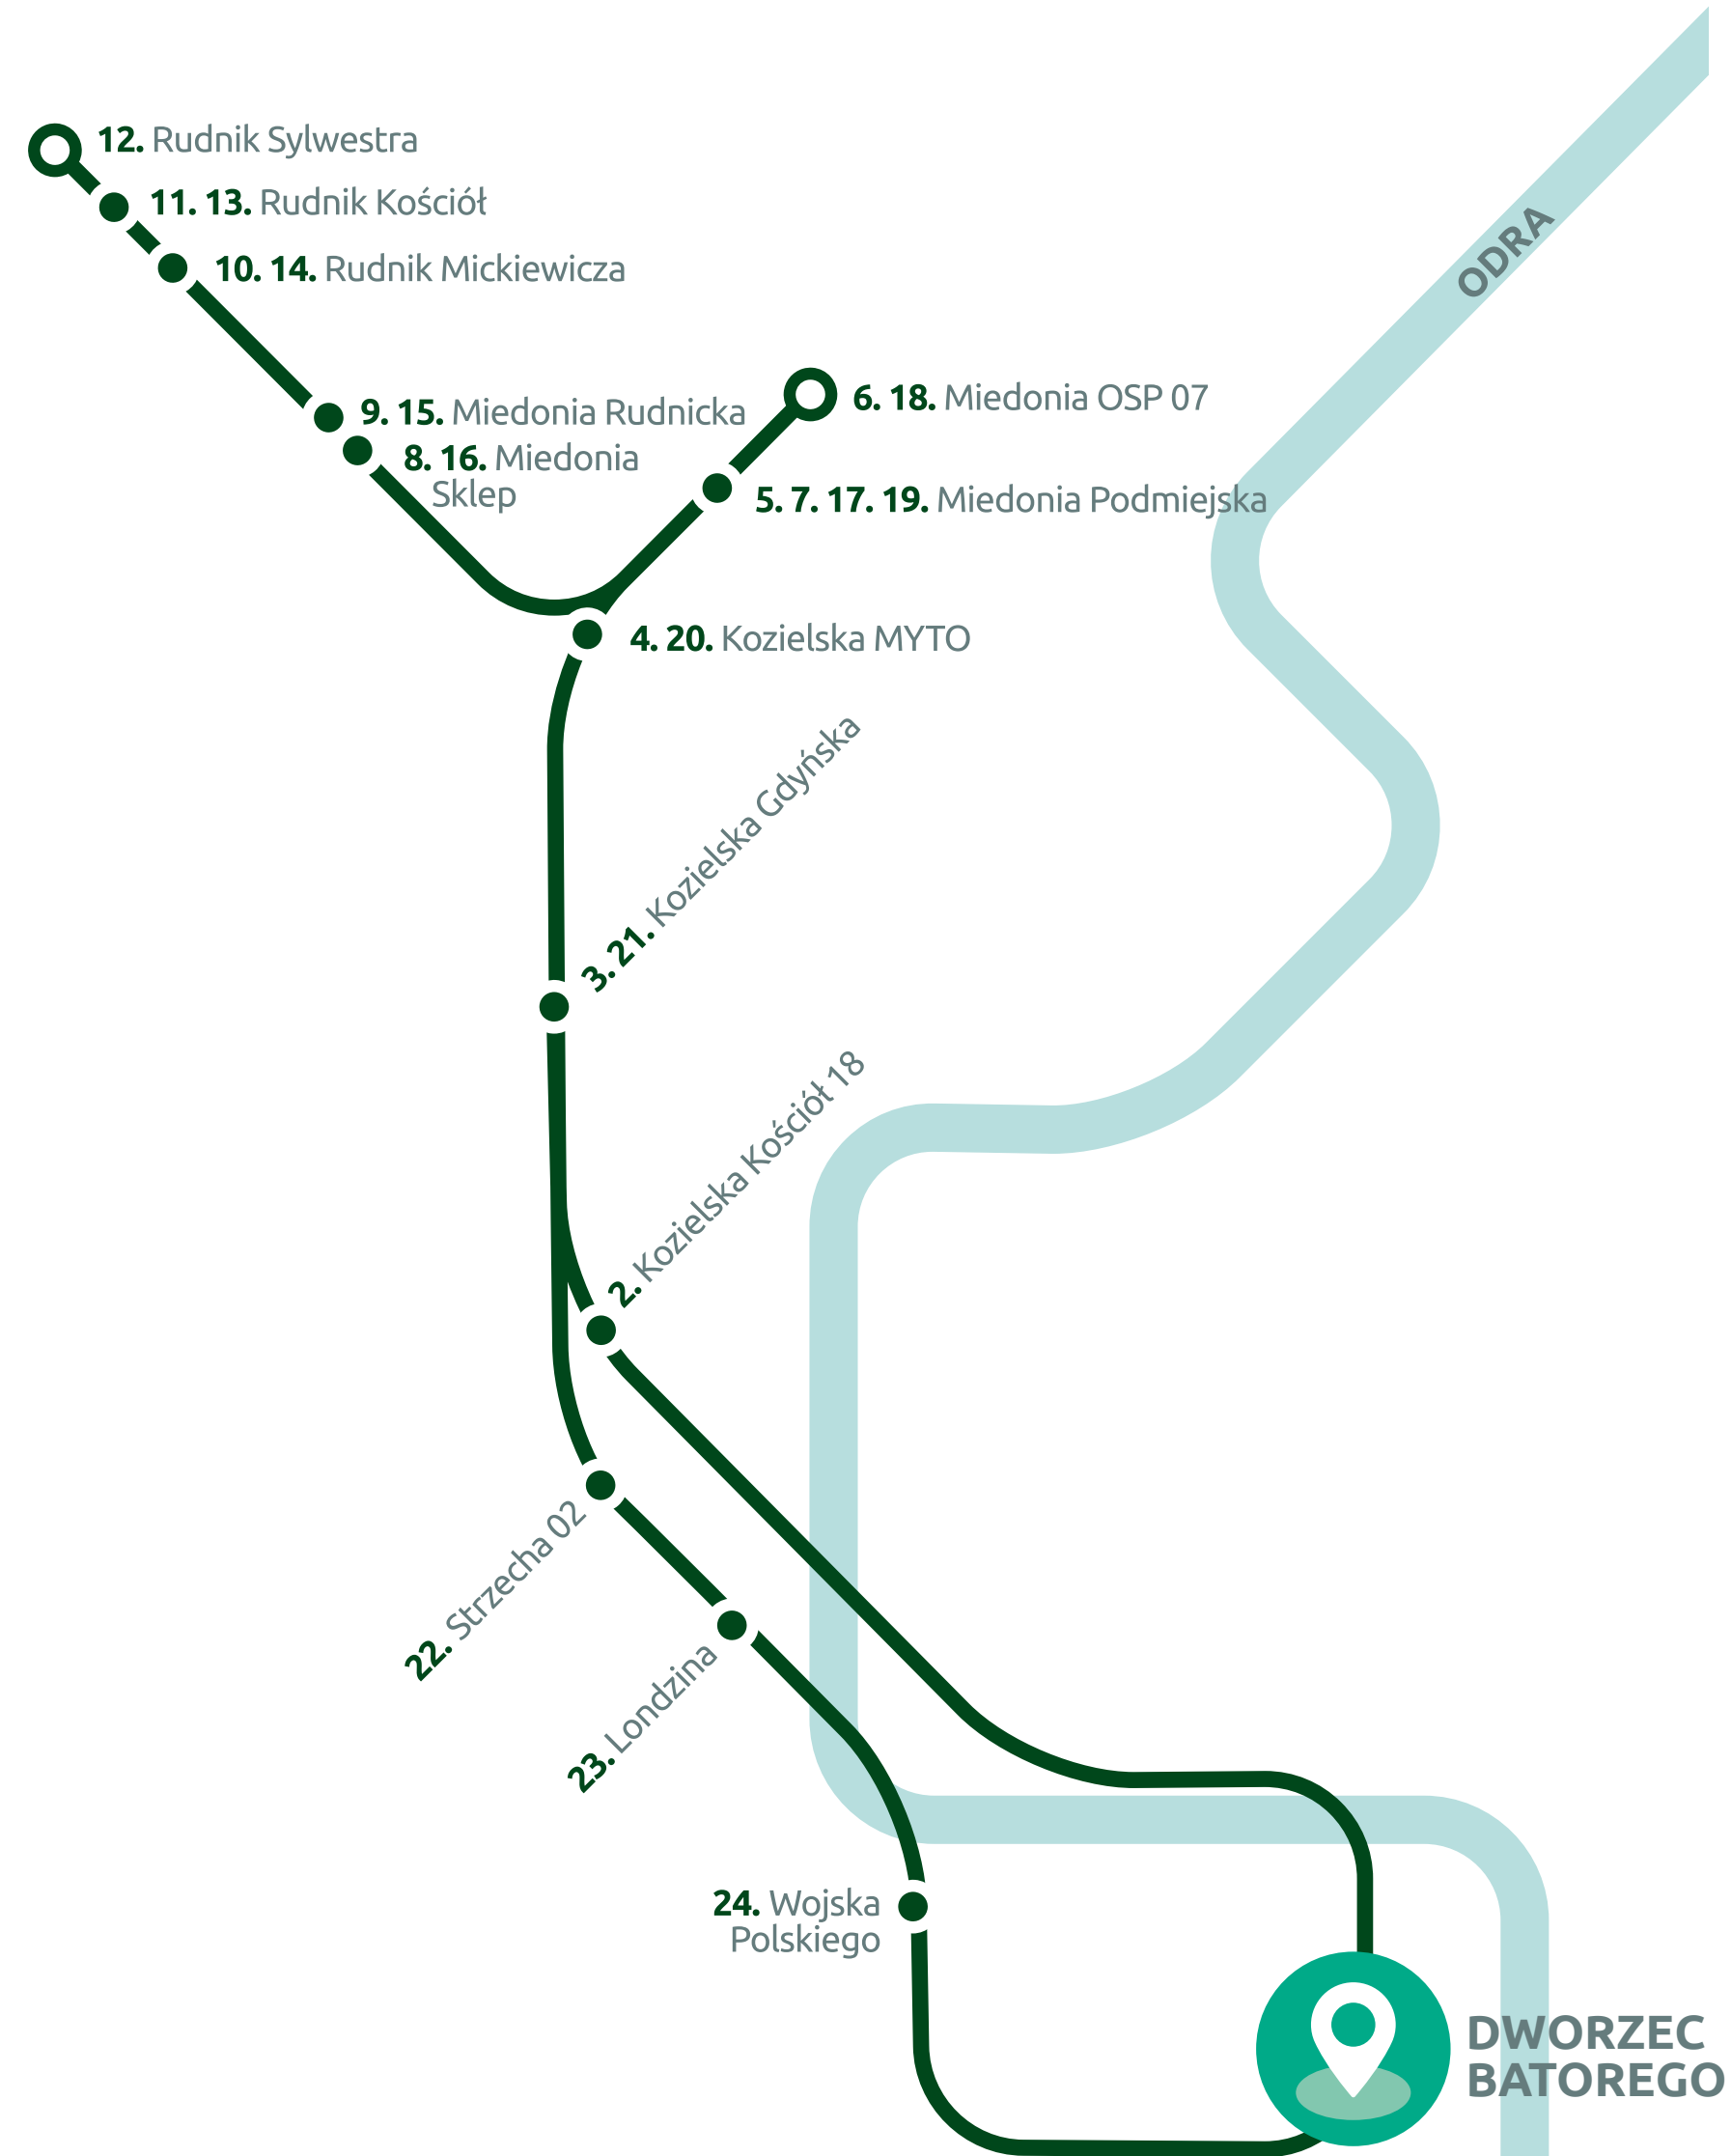 12. Rudnik Sylwestra
11. 13. Rudnik Kościół
10. 14. Rudnik Mickiewicza
ODRA
9. 15. Miedonia Rudnicka
6. 18. Miedonia OSP 07
8. 16. Miedonia
Sklep
5. 7. 17. 19. Miedonia Podmiejska
4. 20. Kozielska MYTO
3. 21. Kozielska Gdyńska
2. Kozielska Kościół 18
22. Strzecha 02
23. Londzina
24. Wojska
Polskiego
DWORZEC
BATOREGO